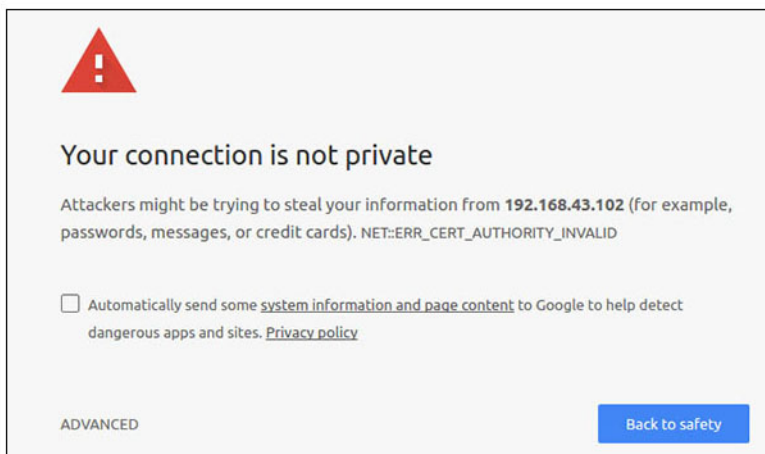 !
Your connection is not private
Attackers might be trying to steal your information from 192.168.43.102 (for example,
passwords, messages, or credit cards). NET::ERR_CERT_AUTHORITY_INVALID
Automatically send some system information and page content to Google to help detect
dangerous apps and sites. Privacy policy
ADVANCED
Back to safety